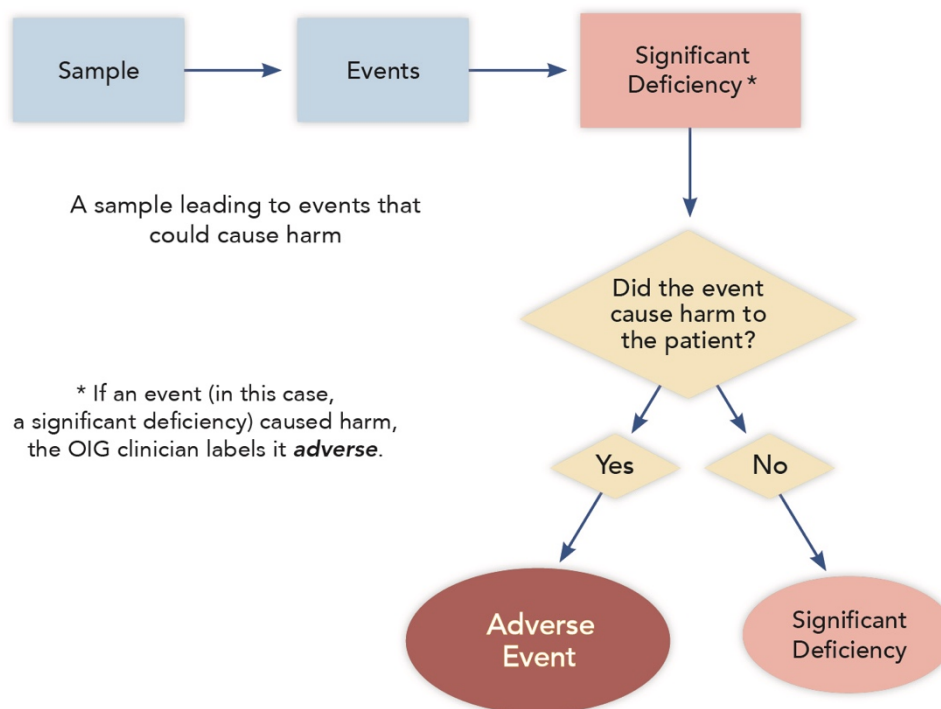 Sample
Events
Significant
Deficiency *
A sample leading to events that
could cause harm
Did the event
cause harm to
the patient?
* If an event (in this case,
a significant deficiency) caused harm,
the OIG clinician labels it adverse.
Yes
No
Adverse
Event
Significant
Deficiency